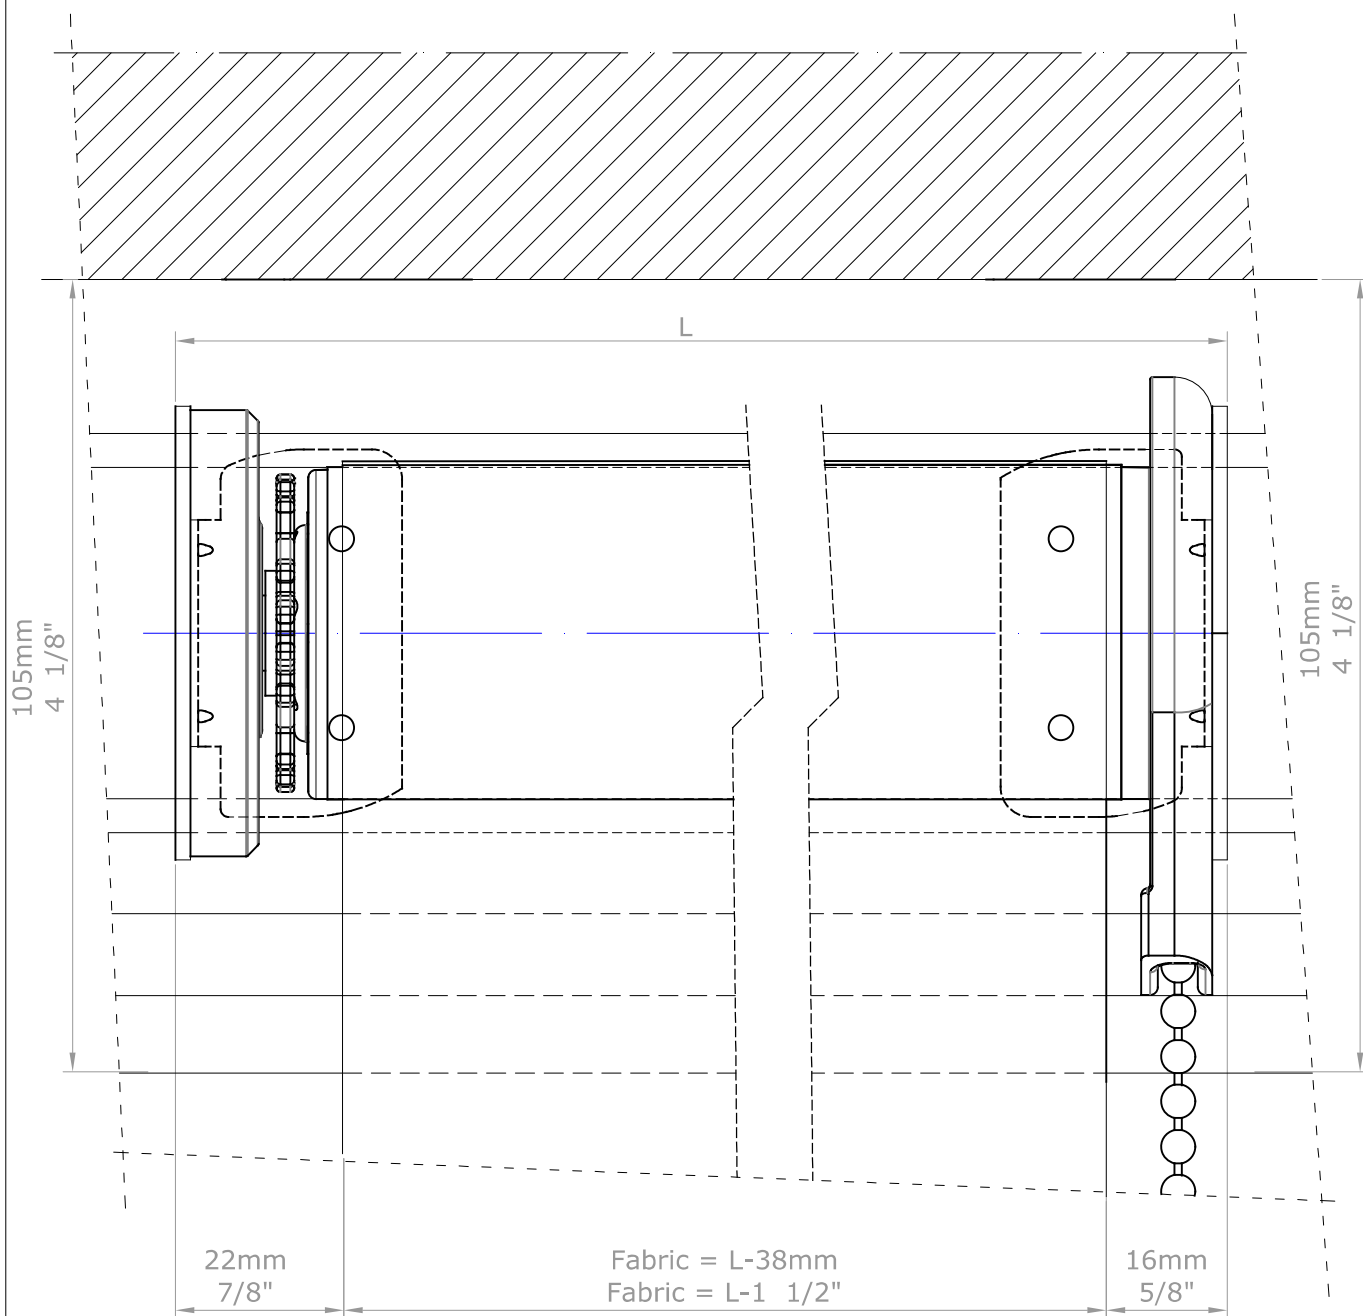 L
105mm
4 1/8"
105mm
4 1/8"
22mm
7/8"
Fabric = L-38mm
Fabric = L-1 1/2"
16mm
5/8"